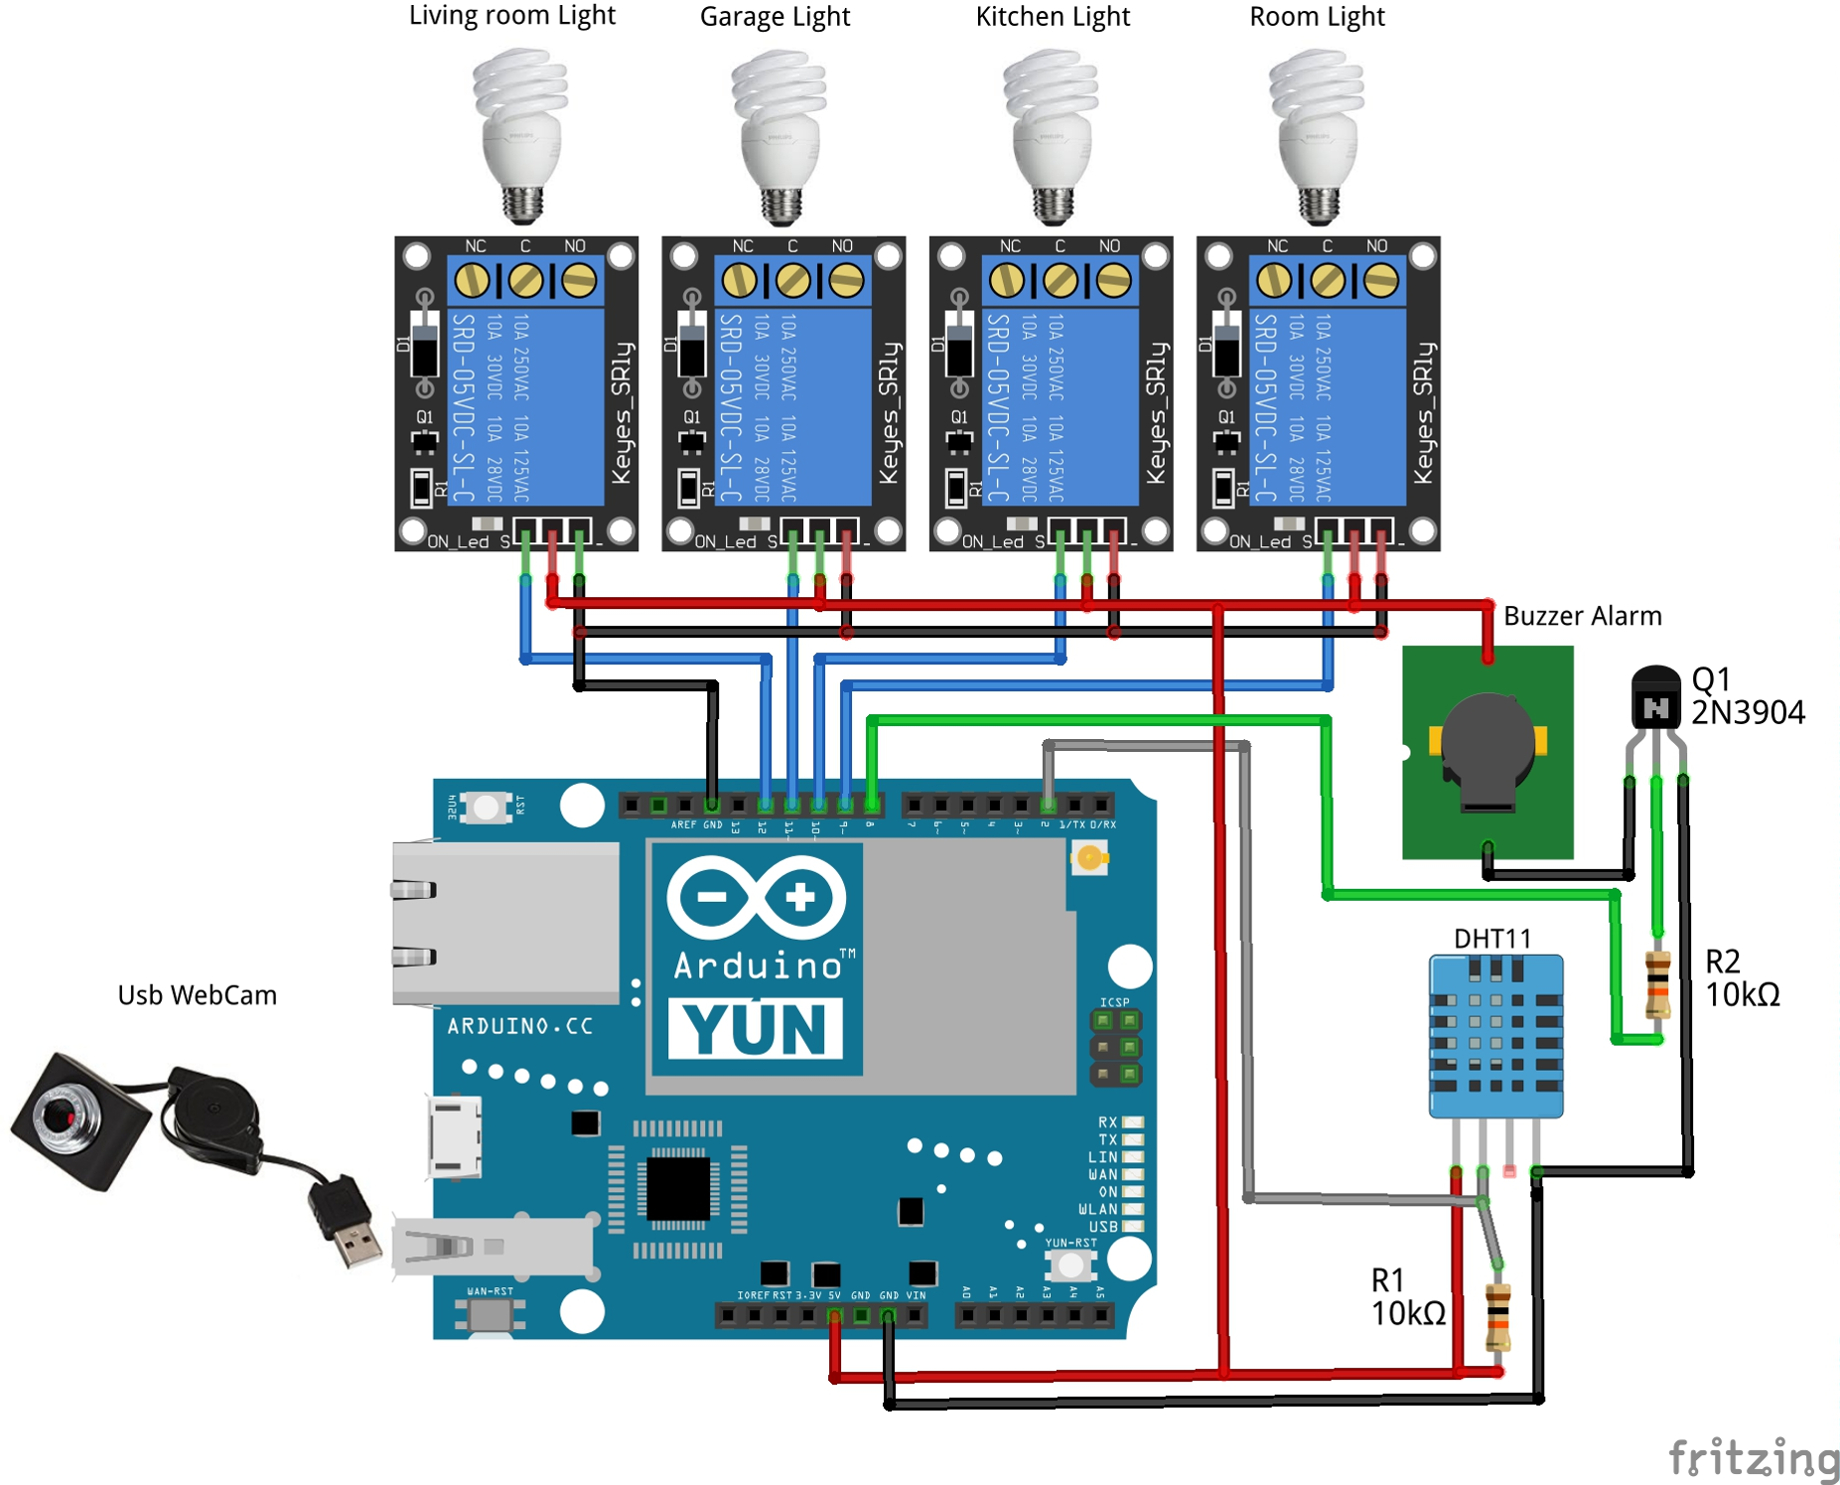 Living room Light
Garage Light
Kitchen Light
Room Light
NC C NO
NC C NO
NC C NO
NC C NO
D1
Q1
R1
SRD-05VDC-SL-C
10A 30VDC 10A 28VDC
10A 250VAC 10A 125VAC
Keyes_SRly
ON_Led S -
D1
Q1
R1
SRD-05VDC-SL-C
10A 30VDC 10A 28VDC
10A 250VAC 10A 125VAC
Keyes_SRly
ON_Led S -
D1
Q1
R1
SRD-05VDC-SL-C
10A 30VDC 10A 28VDC
10A 250VAC 10A 125VAC
Keyes_SRly
ON_Led S -
D1
Q1
R1
SRD-05VDC-SL-C
10A 30VDC 10A 28VDC
10A 250VAC 10A 125VAC
Keyes_SRly
ON_Led S -
Buzzer Alarm
Q1
2N3904
N
32U4 RST
AREF GND 13 12 11~ 10~ 9~ 8
7 6~ 5~ 4 3~ 2 1/TX 0/RX
Arduino™
YÚN
ARDUINO.CC
ICSP
DHT11
R2
10kΩ
Usb WebCam
RX
TX
LIN
WAN
ON
WLAN
USB
YUN-RST
WAN-RST
IOREF RST 3.3V 5V GND GND VIN
A0 A1 A2 A3 A4 A5
R1
10kΩ
fritzing